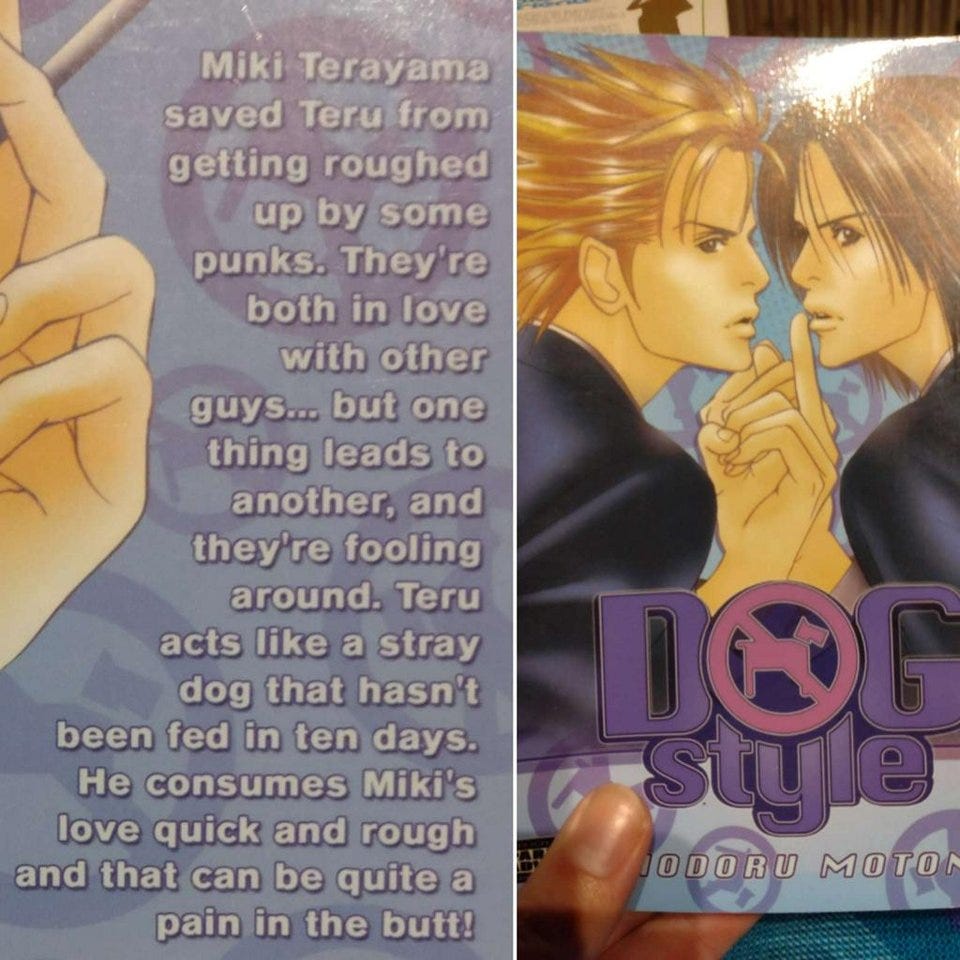 Miki Terayama
saved Teru from
getting roughed
up by some
punks. They're
both in love
with other
guys... but one
thing leads to
another, and
they're fooling
around. Teru
acts like a stray
dog that hasn't
been fed in ten days.
He consumes Miki's
love quick and rough
and that can be quite a
pain in the butt!
DOG
style
MODORU MOTON